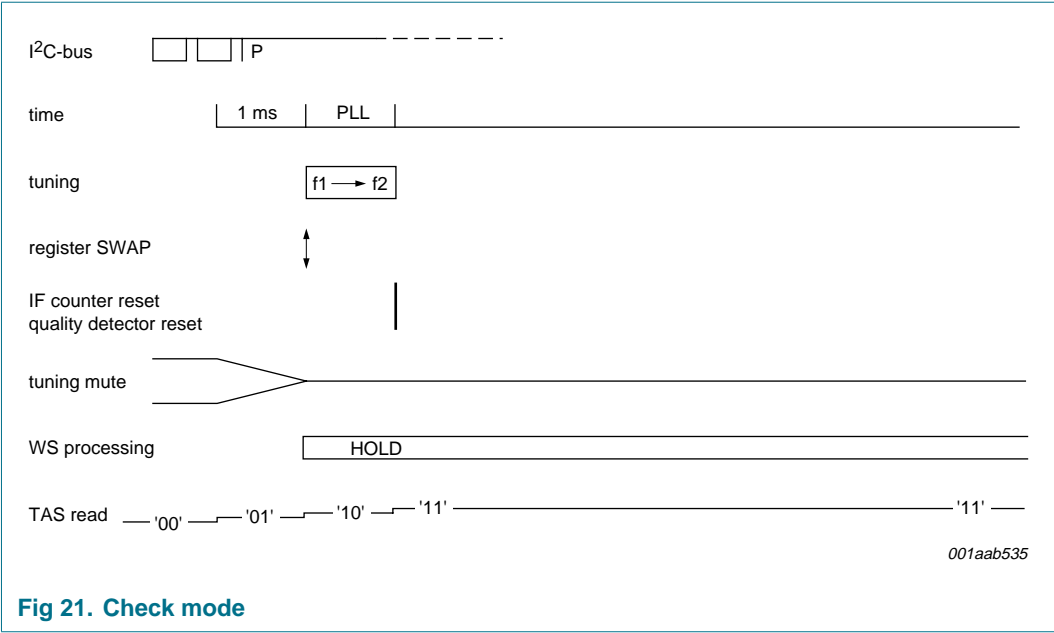 I2C-bus
P
time 1 ms PLL
tuning f1 → f2
register SWAP
IF counter reset
quality detector reset
tuning mute
WS processing HOLD
TAS read '00' '01' '10' '11' '11'
001aab535
Fig 21. Check mode